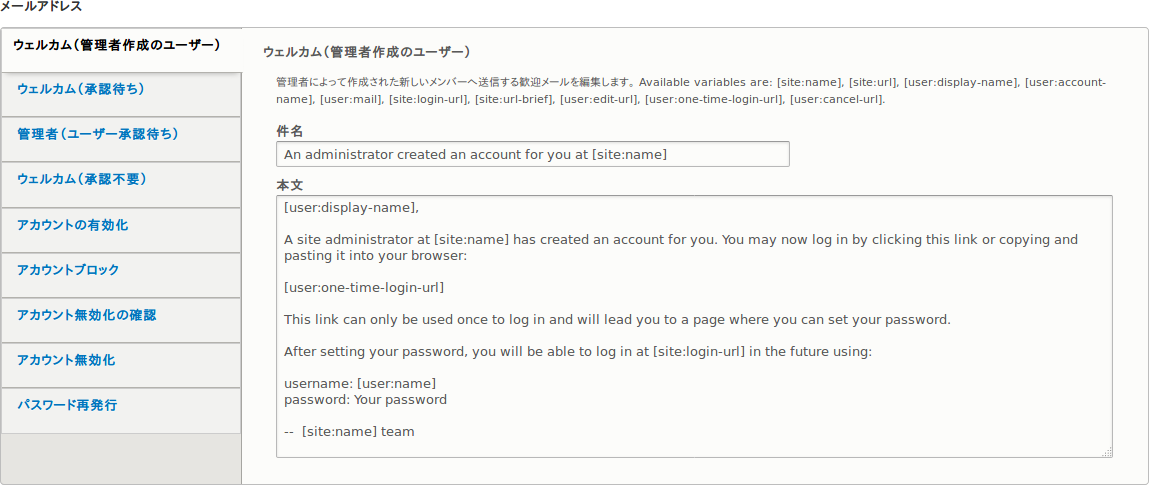 メールアドレス
ウェルカム（管理者作成のユーザー）
ウェルカム（承認待ち）
管理者（ユーザー承認待ち）
ウェルカム（承認不要）
アカウントの有効化
アカウントブロック
アカウント無効化の確認
アカウント無効化
パスワード再発行
ウェルカム（管理者作成のユーザー）
管理者によって作成された新しいメンバーへ送信する歓迎メールを編集します。Available variables are: [site:name], [site:url], [user:display-name], [user:account-
name], [user:mail], [site:login-url], [site:url-brief], [user:edit-url], [user:one-time-login-url], [user:cancel-url].
件名
An administrator created an account for you at [site:name]
本文
[user:display-name],
A site administrator at [site:name] has created an account for you. You may now log in by clicking this link or copying and
pasting it into your browser:
[user:one-time-login-url]
This link can only be used once to log in and will lead you to a page where you can set your password.
After setting your password, you will be able to log in at [site:login-url] in the future using:
username: [user:name]
password: Your password
--  [site:name] team